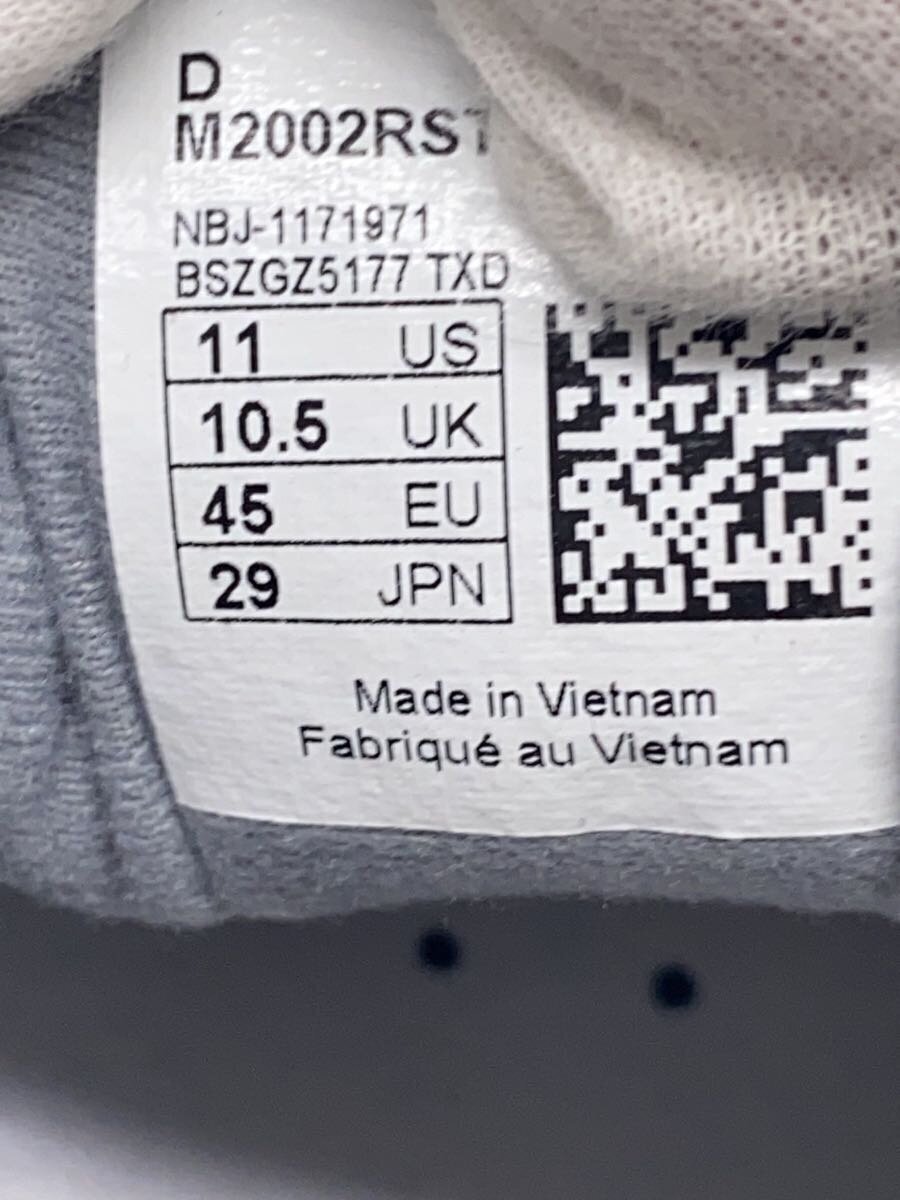 D
M2002RST
NBJ-1171971
BSZGZ5177 TXD
11 US
10.5 UK
45 EU
29 JPN
Made in Vietnam
Fabriqué au Vietnam